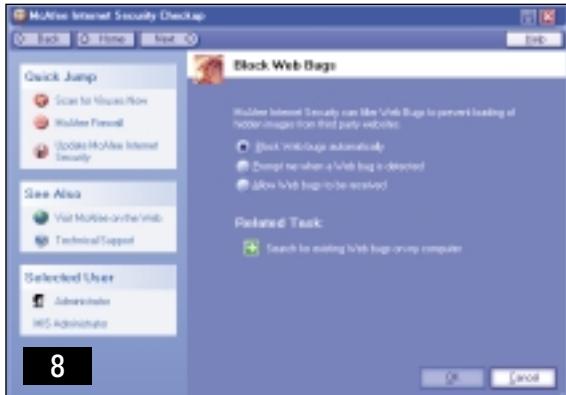 McAfee Internet Security Checkup
Back Home Next
Help
Block Web Bugs
Quick Jump
Scan for Viruses Now
McAfee Firewall
Update McAfee Internet
Security
See Also
Visit McAfee on the Web
Technical Support
Selected User
Administrator
MIS Administrator
McAfee Internet Security can filter Web Bugs to prevent loading of
hidden images from third party websites.
Block Web bugs automatically
Prompt me when a Web bug is detected
Allow Web bugs to be received
Related Task:
Search for existing Web bugs on my computer
8
OK Cancel